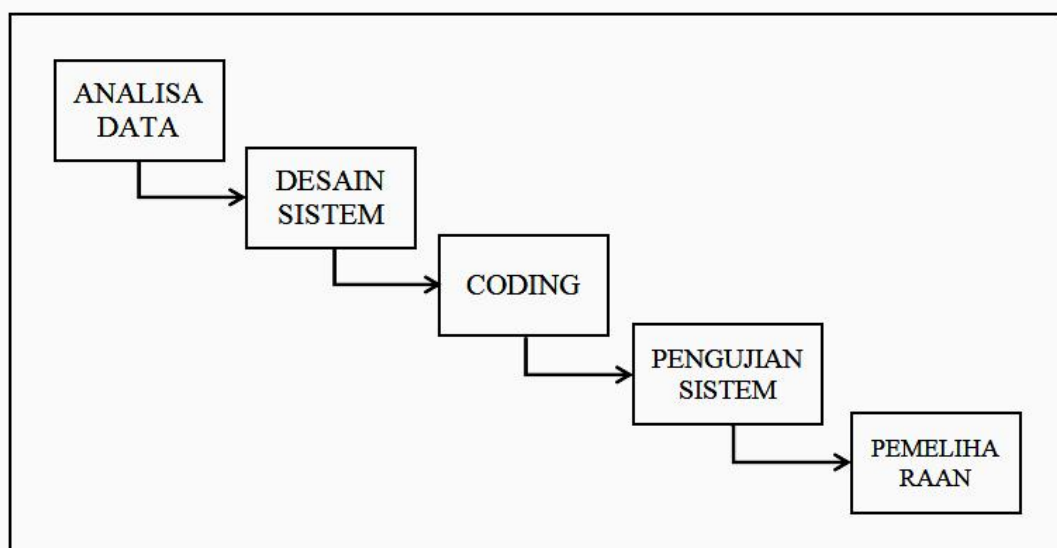 ANALISA
DATA
DESAIN
SISTEM
CODING
PENGUJIAN
SISTEM
PEMELIHA
RAAN